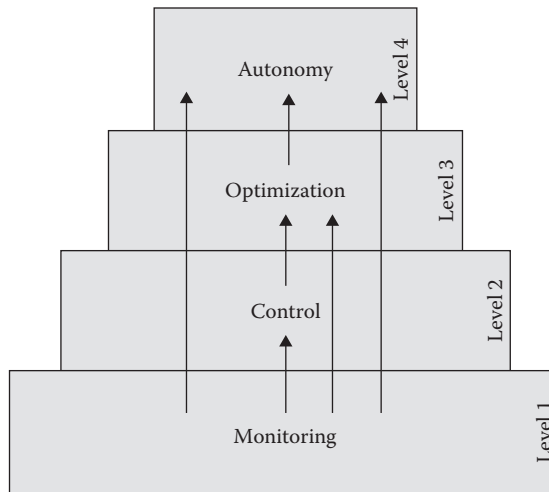 Autonomy
Level 4
Optimization
Level 3
Control
Level 2
Monitoring
Level 1